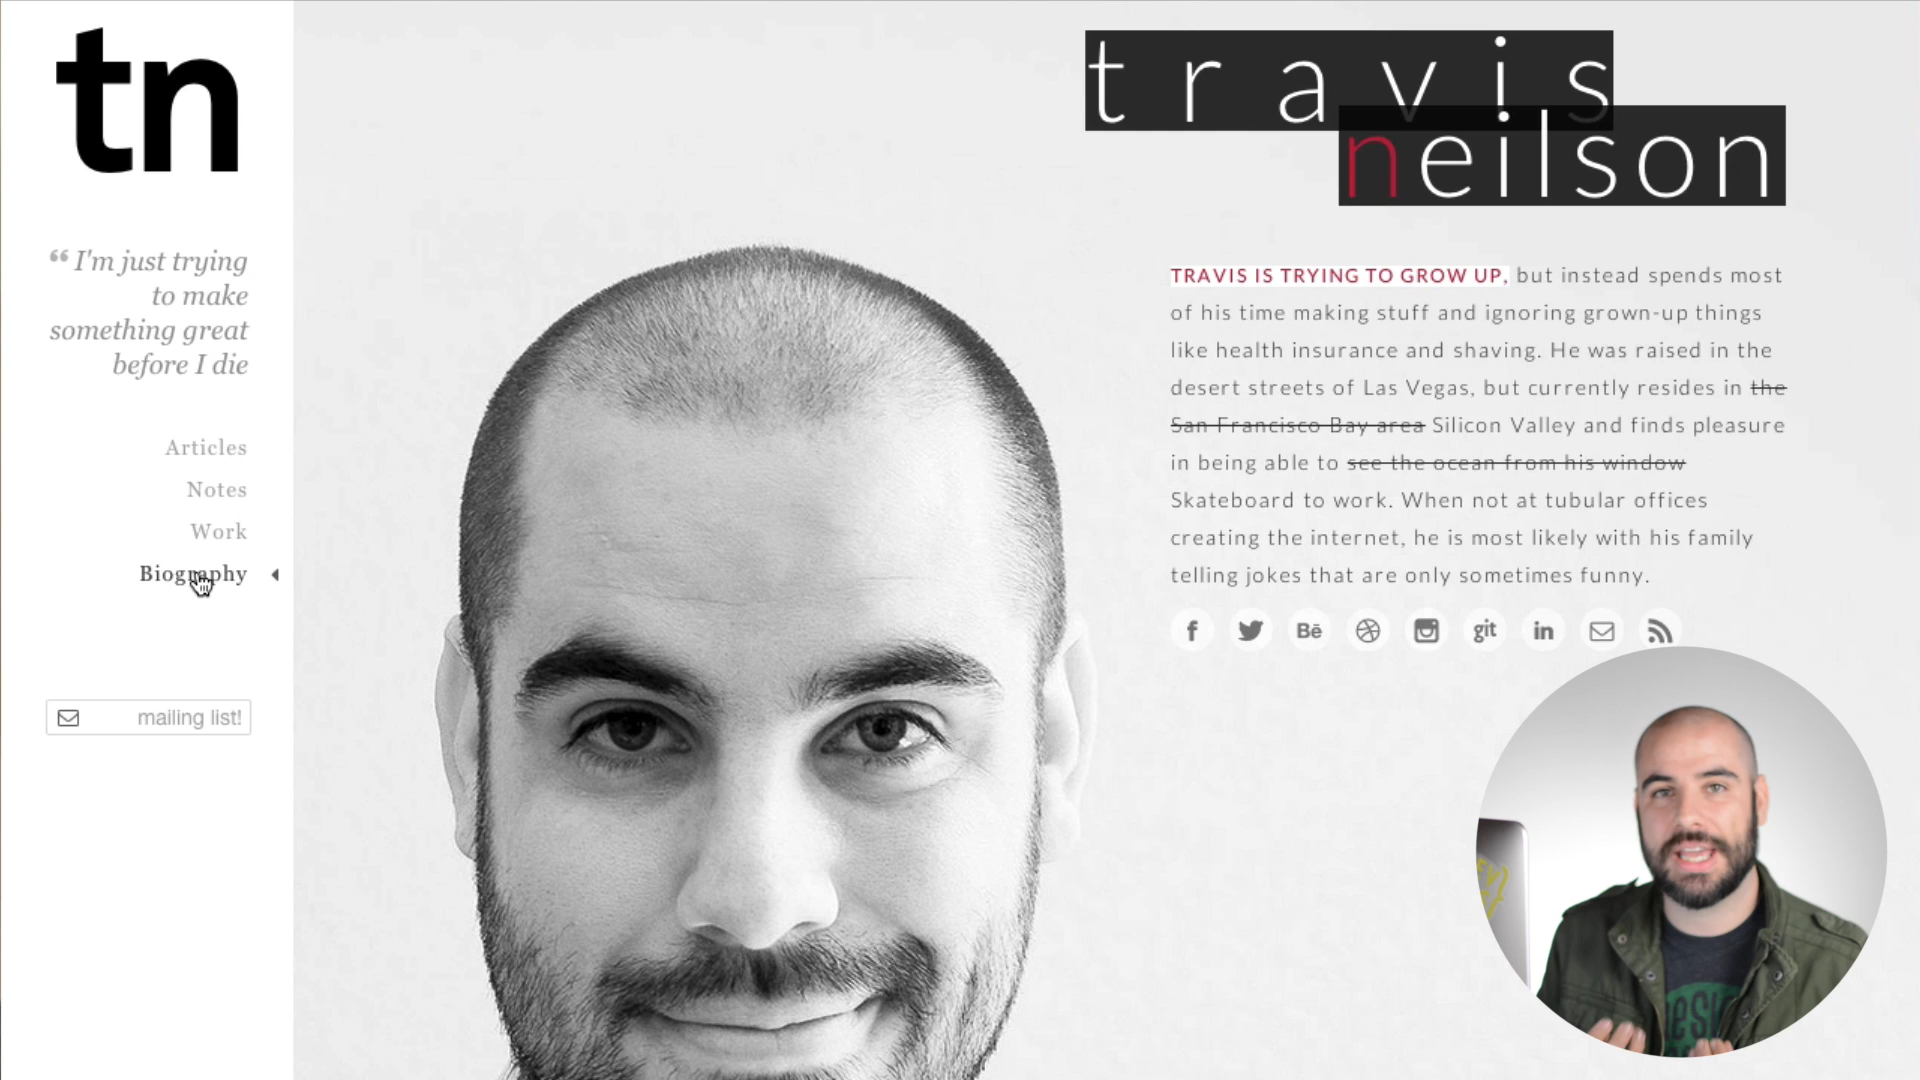 tn
“ I'm just trying
to make
something great
before I die
Articles
Notes
Work
Biography
mailing list!
travis
neilson
TRAVIS IS TRYING TO GROW UP, but instead spends most
of his time making stuff and ignoring grown-up things
like health insurance and shaving. He was raised in the
desert streets of Las Vegas, but currently resides in the
San Francisco Bay area Silicon Valley and finds pleasure
in being able to see the ocean from his window
Skateboard to work. When not at tubular offices
creating the internet, he is most likely with his family
telling jokes that are only sometimes funny.
f Bē git in